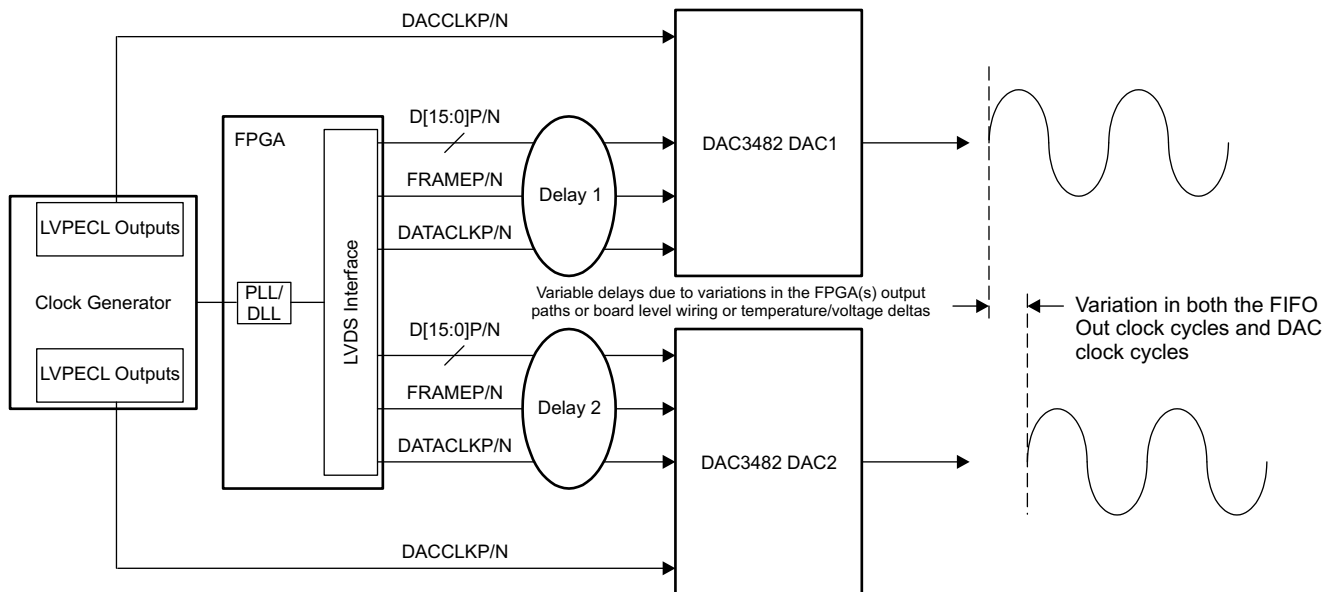 DACCLKP/N
FPGA
D[15:0]P/N
FRAMEP/N
DATACLKP/N
Delay 1
DAC3482 DAC1
LVPECL Outputs
Clock Generator
LVPECL Outputs
PLL/
DLL
LVDS Interface
Variable delays due to variations in the FPGA(s) output
paths or board level wiring or temperature/voltage deltas
Variation in both the FIFO
Out clock cycles and DAC
clock cycles
D[15:0]P/N
FRAMEP/N
DATACLKP/N
Delay 2
DAC3482 DAC2
DACCLKP/N